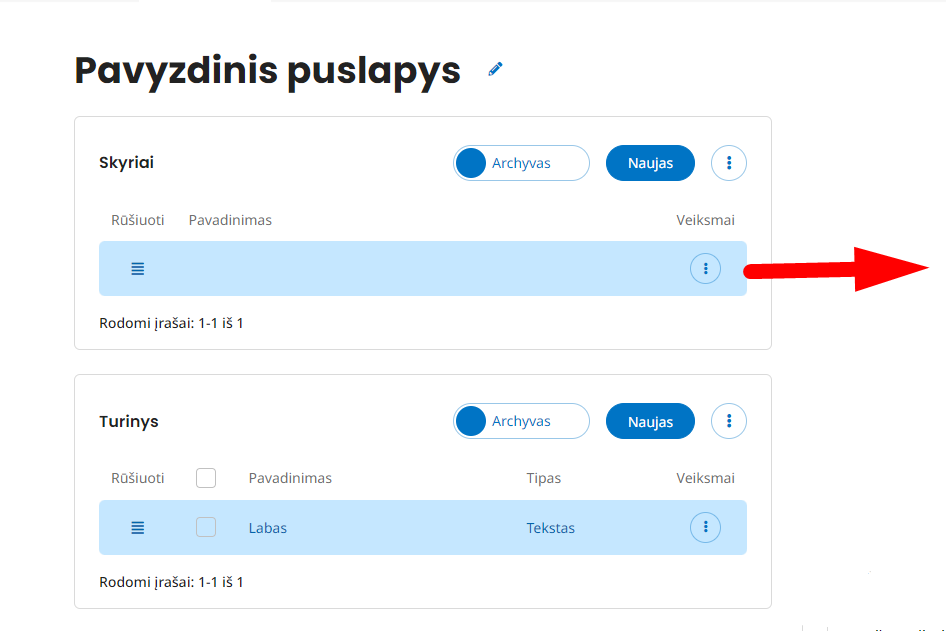 Pavyzdinis puslapys
Skyriai Archyvas Naujas
Rūšiuoti Pavadinimas Veiksmai
Rodomi įrašai: 1-1 iš 1
Turinys Archyvas Naujas
Rūšiuoti Pavadinimas Tipas Veiksmai
Labas Tekstas
Rodomi įrašai: 1-1 iš 1